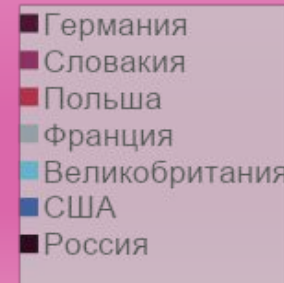 Германия
Словакия
Польша
Франция
Великобритания
США
Россия